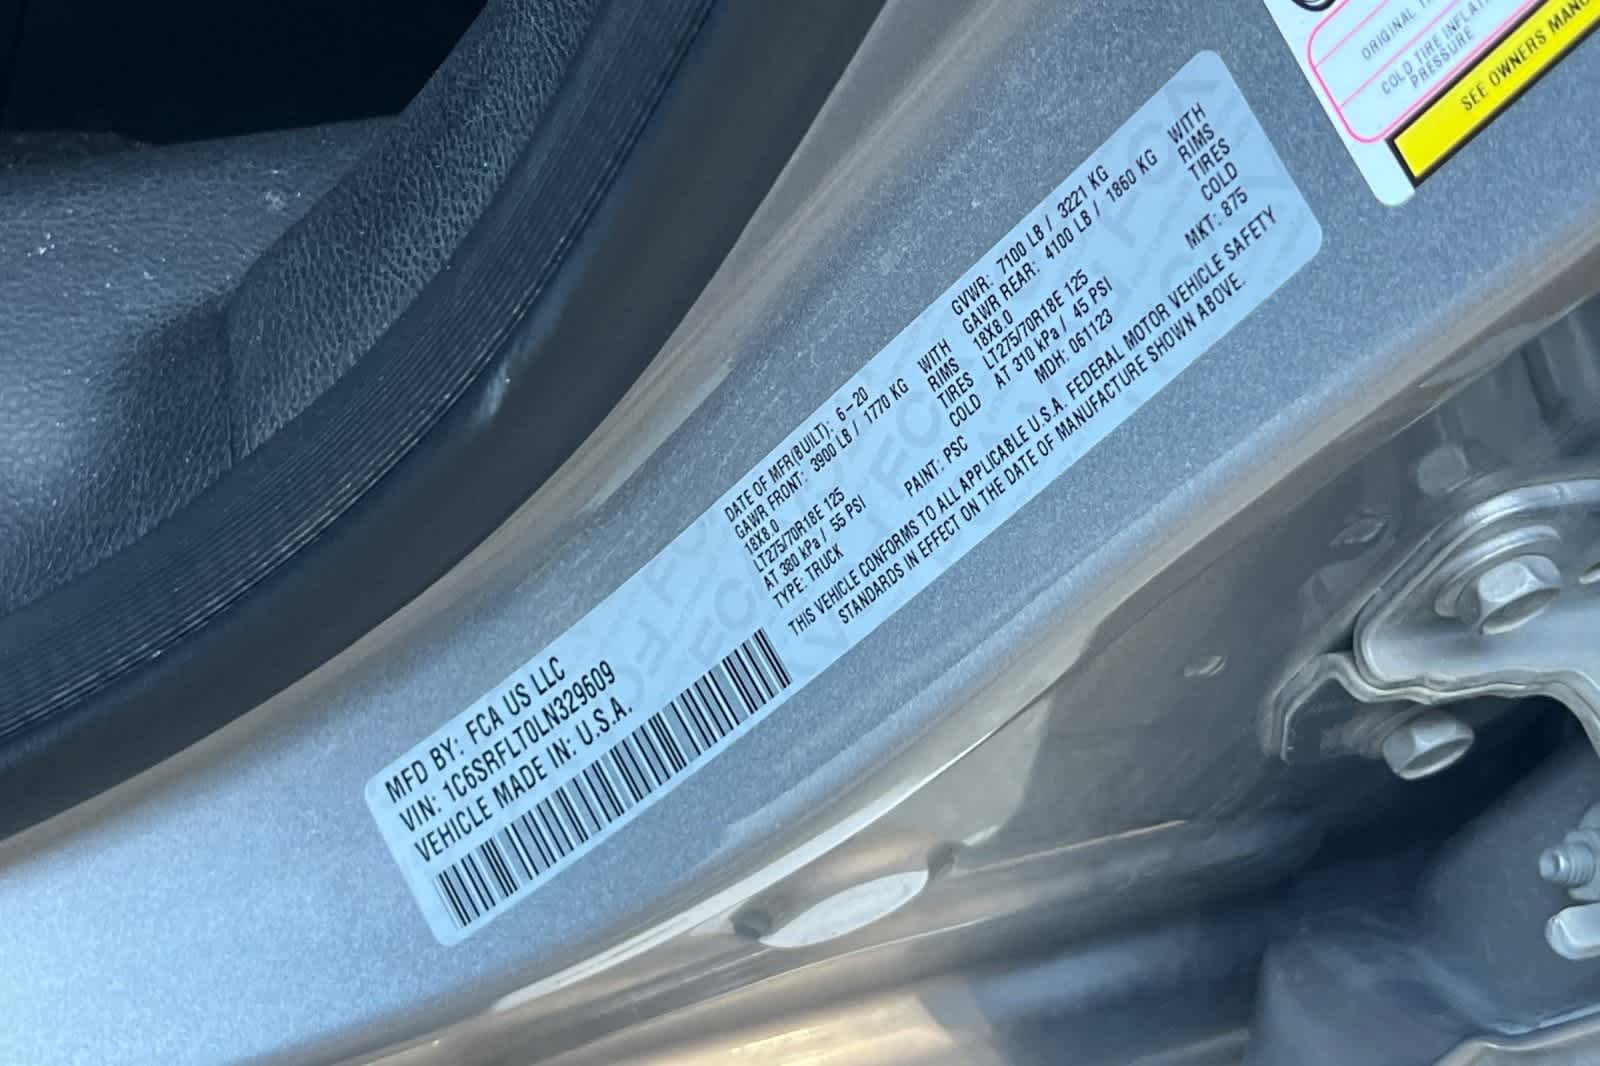 MFD BY: FCA US LLC
VIN: 1C6SRFLT0LN329609
VEHICLE MADE IN: U.S.A.
DATE OF MFR(BUILT): 6-20 GVWR: 7100 LB / 3221 KG
GAWR FRONT: 3900 LB / 1770 KG WITH GAWR REAR: 4100 LB / 1860 KG WITH
18X8.0 RIMS 18X8.0 RIMS
LT275/70R18E 125 TIRES LT275/70R18E 125 TIRES
AT 380 kPa / 55 PSI COLD AT 310 kPa / 45 PSI COLD
TYPE: TRUCK PAINT: PSC MDH: 061123 MKT: 875
THIS VEHICLE CONFORMS TO ALL APPLICABLE U.S.A. FEDERAL MOTOR VEHICLE SAFETY
STANDARDS IN EFFECT ON THE DATE OF MANUFACTURE SHOWN ABOVE.
ORIGINAL
COLD TIRE
PRESSURE
SEE OWNERS